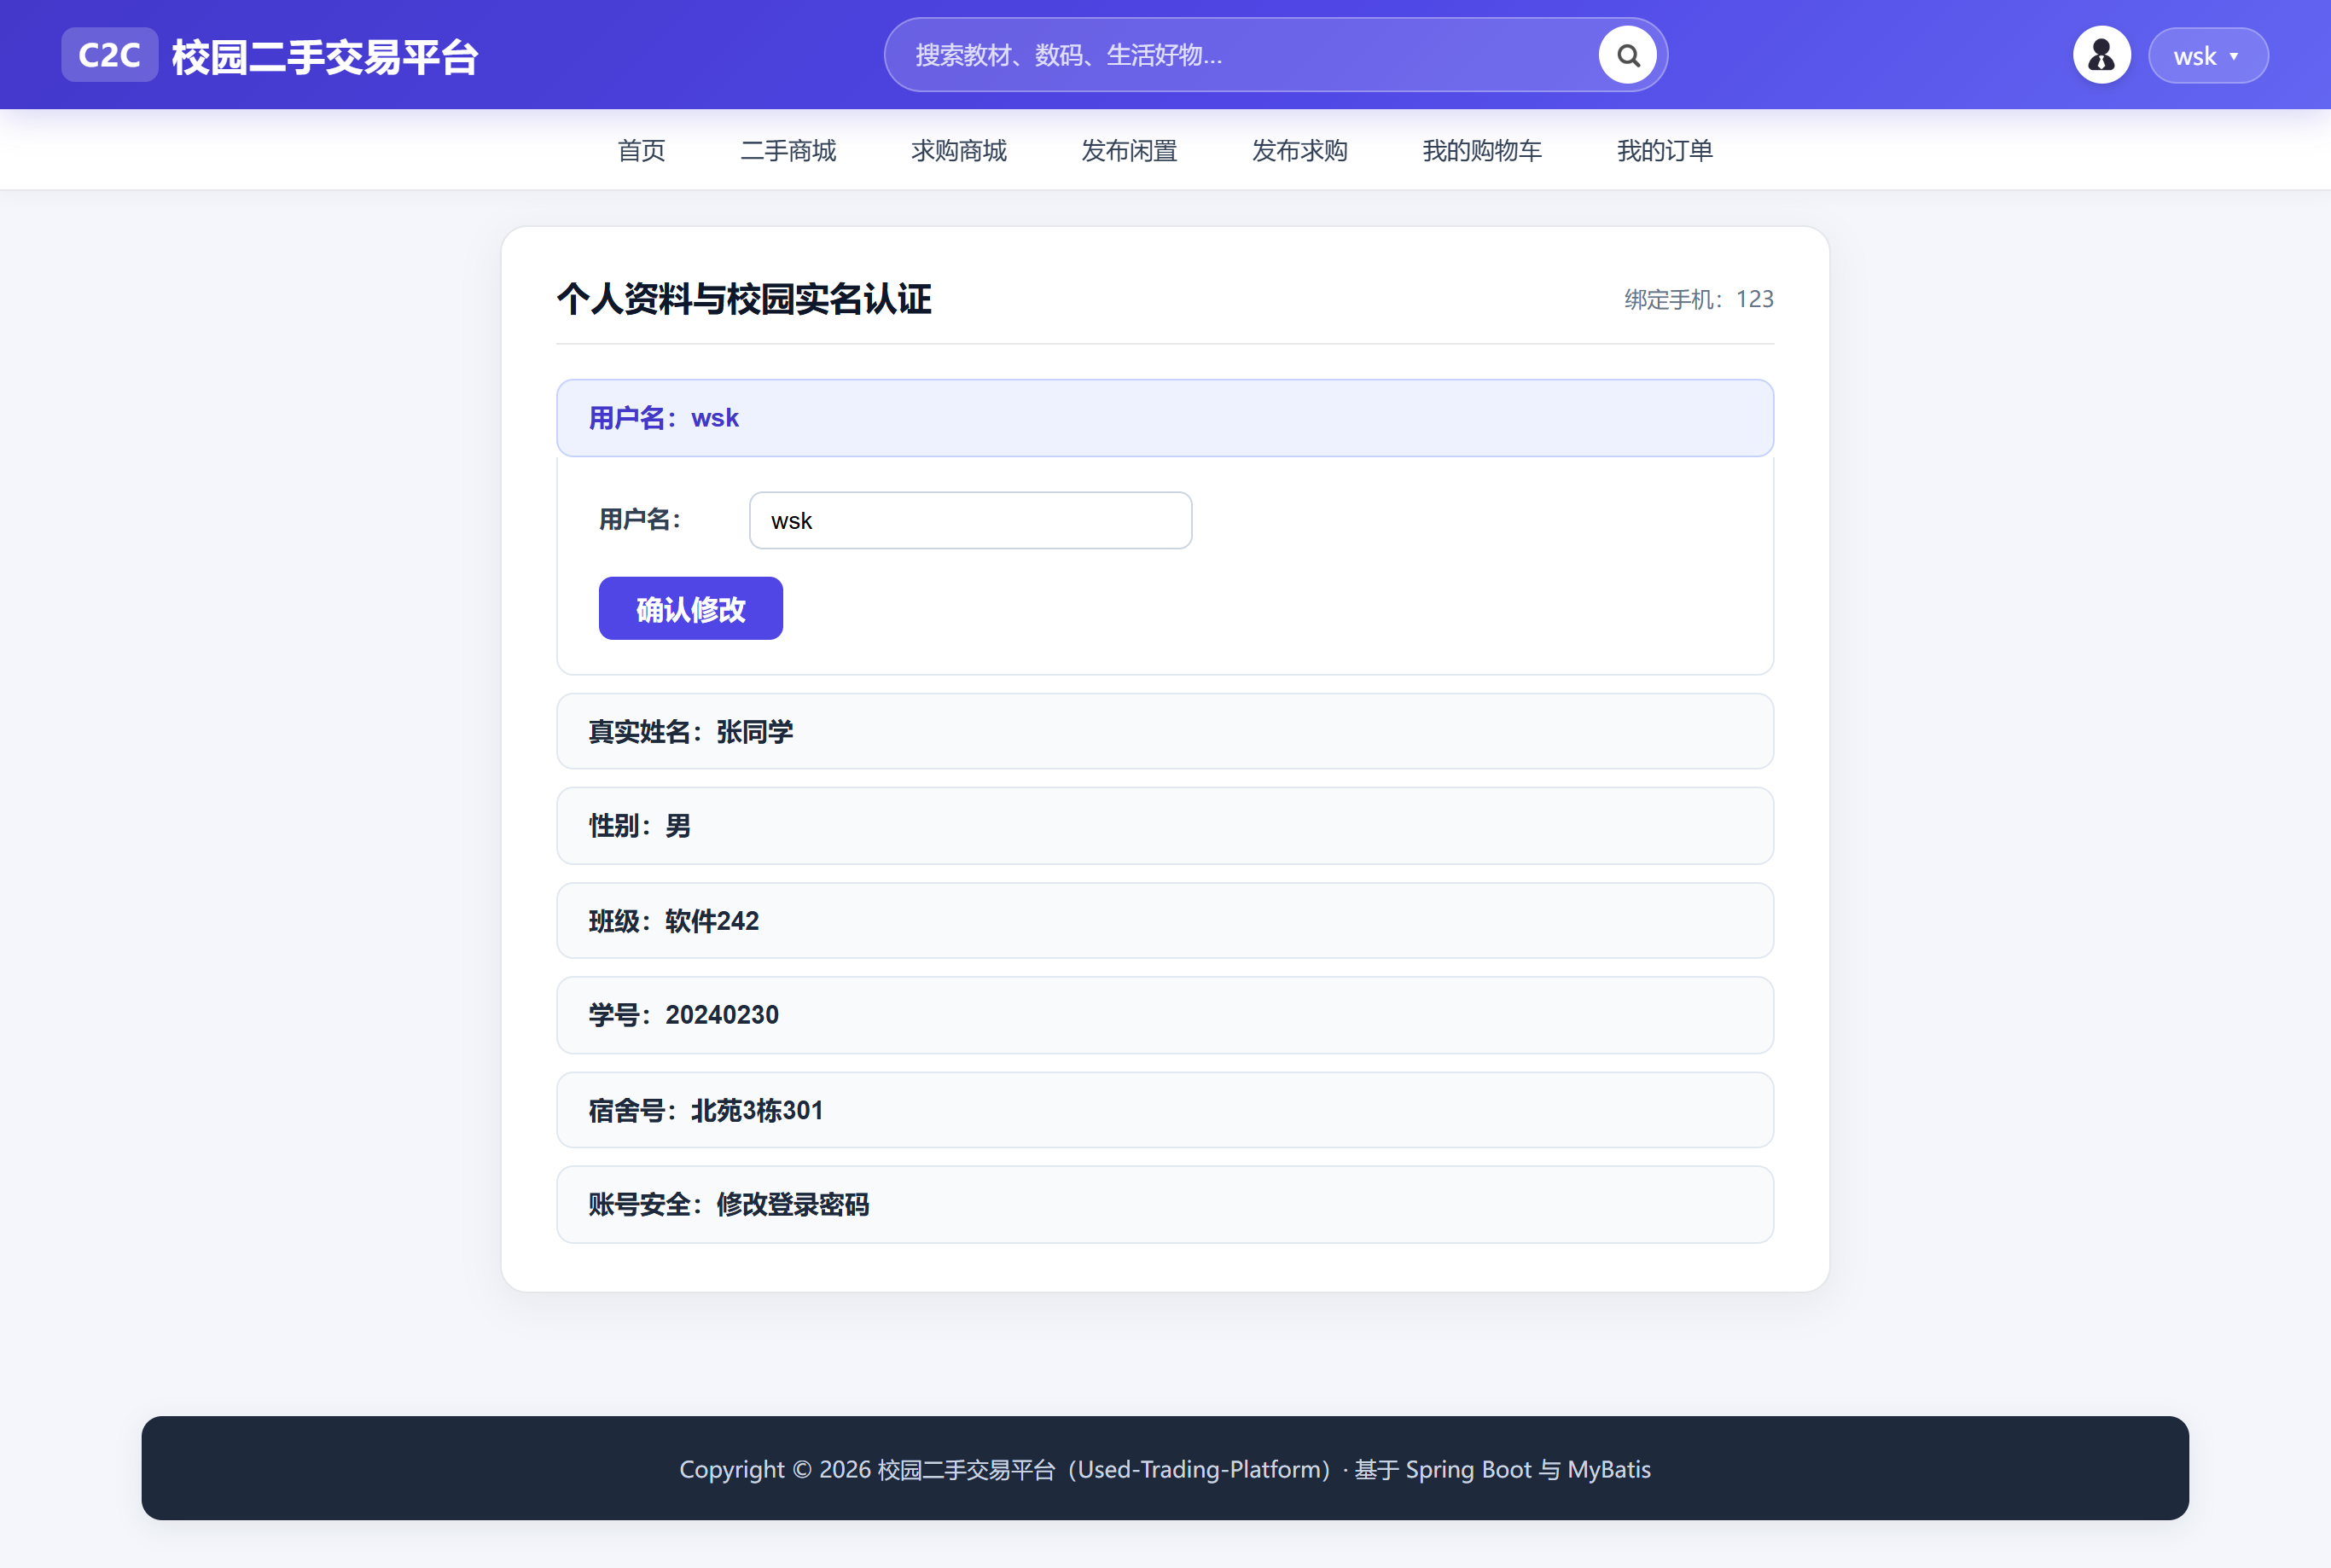 C2C 校园二手交易平台
搜索教材、数码、生活好物...
wsk ▼
首页 二手商城 求购商城 发布闲置 发布求购 我的购物车 我的订单
个人资料与校园实名认证
绑定手机：123
用户名：wsk
用户名： wsk
确认修改
真实姓名：张同学
性别：男
班级：软件242
学号：20240230
宿舍号：北苑3栋301
账号安全：修改登录密码
Copyright © 2026 校园二手交易平台（Used-Trading-Platform）· 基于 Spring Boot 与 MyBatis